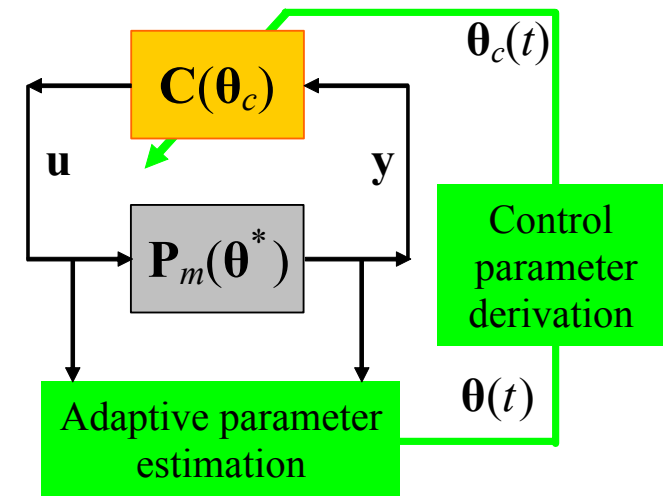 θc(t)
C(θc)
u
y
Pm(θ*)
Control
parameter
derivation
θ(t)
Adaptive parameter
estimation